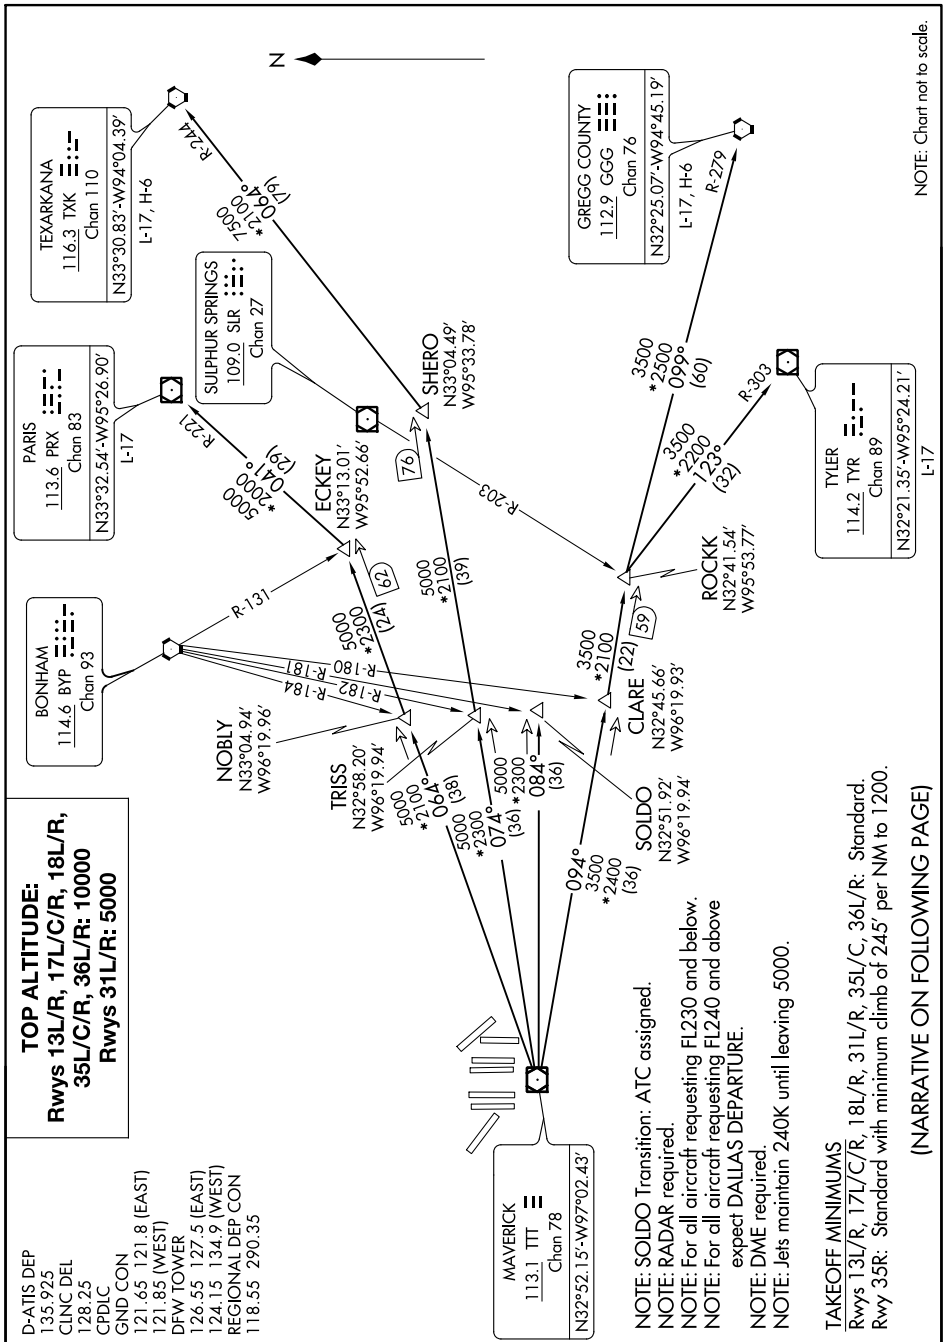 TOP ALTITUDE:
Rwys 13L/R, 17L/C/R, 18L/R,
35L/C/R, 36L/R: 10000
Rwys 31L/R: 5000
D-ATIS DEP
135.925
CLNC DEL
128.25
CPDLC
GND CON
121.65 121.8 (EAST)
121.85 (WEST)
DFW TOWER
126.55 127.5 (EAST)
124.15 134.9 (WEST)
REGIONAL DEP CON
118.55 290.35
BONHAM
114.6 BYP
Chan 93
PARIS
113.6 PRX
Chan 83
N33°32.54'-W95°26.90'
L-17
TEXARKANA
116.3 TXK
Chan 110
N33°30.83'-W94°04.39'
L-17, H-6
SULPHUR SPRINGS
109.0 SLR
Chan 27
N
R-244
7500
*2100
064°
(79)
R-221
5000
*2000
041°
(29)
R-131
R-184
R-181
R-182
R-180
ECKEY
N33°13.01'
W95°52.66'
SHERO
N33°04.49'
W95°33.78'
76
62
59
5000
*2300
(24)
5000
*2100
(39)
R-203
NOBLY
N33°04.94'
W96°19.96'
TRISS
N32°58.20'
W96°19.94'
5000
*2100
064°
(38)
5000
*2300
074°
(36)
5000
*2300
084°
(36)
094°
3500
*2400
(36)
SOLDO
N32°51.92'
W96°19.94'
CLARE
N32°45.66'
W96°19.93'
3500
*2100
(22)
ROCKK
N32°41.54'
W95°53.77'
3500
*2500
099°
(60)
R-279
3500
*2200
123°
(32)
R-303
GREGG COUNTY
112.9 GGG
Chan 76
N32°25.07'-W94°45.19'
L-17, H-6
TYLER
114.2 TYR
Chan 89
N32°21.35'-W95°24.21'
L-17
MAVERICK
113.1 TTT
Chan 78
N32°52.15'-W97°02.43'
NOTE: SOLDO Transition: ATC assigned.
NOTE: RADAR required.
NOTE: For all aircraft requesting FL230 and below.
NOTE: For all aircraft requesting FL240 and above
expect DALLAS DEPARTURE.
NOTE: DME required.
NOTE: Jets maintain 240K until leaving 5000.
TAKEOFF MINIMUMS
Rwys 13L/R, 17L/C/R, 18L/R, 31L/R, 35L/C, 36L/R: Standard.
Rwy 35R: Standard with minimum climb of 245' per NM to 1200.
(NARRATIVE ON FOLLOWING PAGE)
NOTE: Chart not to scale.